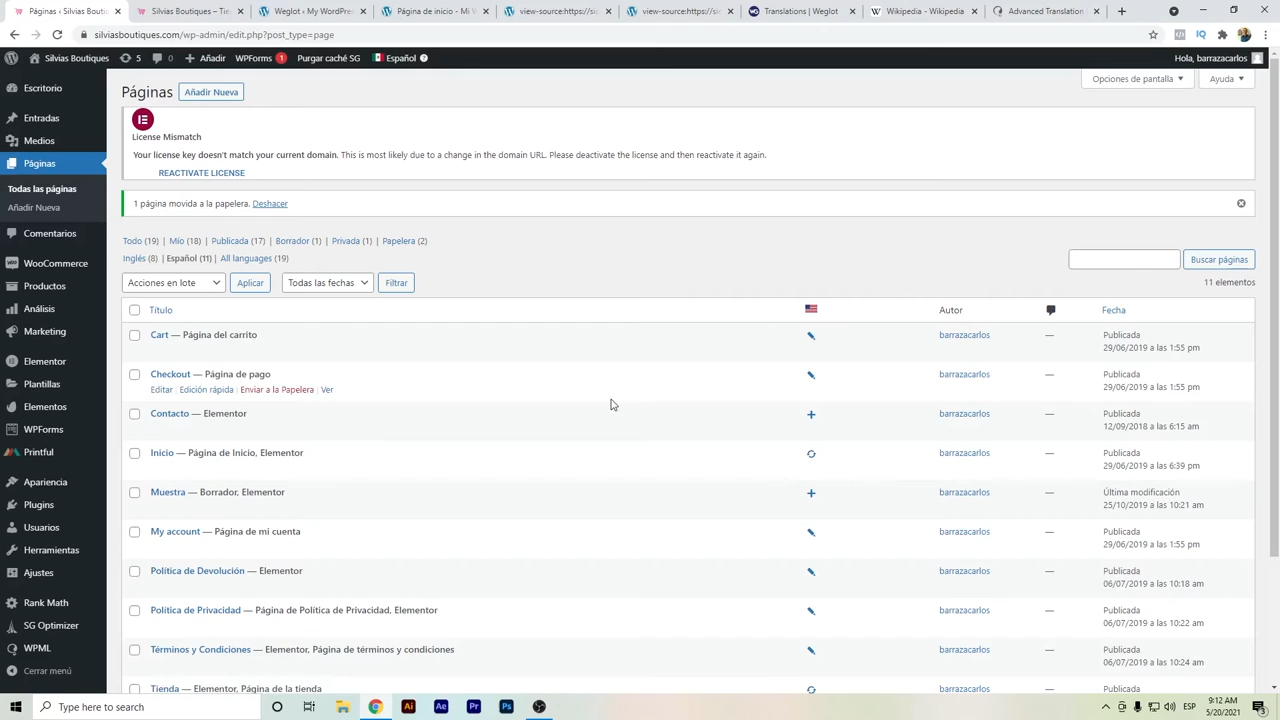 Páginas ‹ Silvias Boutiques —
Silvias Boutiques – Tie
Weglot ‹ My WordPres
Página de inicio - Mi W
view-source:https://si
view-source:https://si
Translations | Weglot
Wikipedia - Wikipedia
Advanced Translation
silviasboutiques.com/wp-admin/edit.php?post_type=page
Silvias Boutiques
5
0
Añadir
WPForms 1
Purgar caché SG
Español
Hola, barrazacarlos
Escritorio
Entradas
Medios
Páginas
Todas las páginas
Añadir Nueva
Comentarios
WooCommerce
Productos
Análisis
Marketing
Elementor
Plantillas
Elementos
WPForms
Printful
Apariencia
Plugins
Usuarios
Herramientas
Ajustes
Rank Math
SG Optimizer
WPML
Cerrar menú
Opciones de pantalla
Ayuda
Páginas
Añadir Nueva
License Mismatch
Your license key doesn't match your current domain. This is most likely due to a change in the domain URL. Please deactivate the license and then reactivate it again.
REACTIVATE LICENSE
1 página movida a la papelera. Deshacer
Todo (19) | Mío (18) | Publicada (17) | Borrador (1) | Privada (1) | Papelera (2)
Inglés (8) | Español (11) | All languages (19)
Buscar páginas
Acciones en lote
Aplicar
Todas las fechas
Filtrar
11 elementos
Título
Autor
Fecha
Cart — Página del carrito
barrazacarlos
—
Publicada
29/06/2019 a las 1:55 pm
Checkout — Página de pago
Editar | Edición rápida | Enviar a la Papelera | Ver
barrazacarlos
—
Publicada
29/06/2019 a las 1:55 pm
Contacto — Elementor
barrazacarlos
—
Publicada
12/09/2018 a las 6:15 am
Inicio — Página de Inicio, Elementor
barrazacarlos
—
Publicada
29/06/2019 a las 6:39 pm
Muestra — Borrador, Elementor
barrazacarlos
—
Última modificación
25/10/2019 a las 10:21 am
My account — Página de mi cuenta
barrazacarlos
—
Publicada
29/06/2019 a las 1:55 pm
Política de Devolución — Elementor
barrazacarlos
—
Publicada
06/07/2019 a las 10:18 am
Política de Privacidad — Página de Política de Privacidad, Elementor
barrazacarlos
—
Publicada
06/07/2019 a las 10:22 am
Términos y Condiciones — Elementor, Página de términos y condiciones
barrazacarlos
—
Publicada
06/07/2019 a las 10:24 am
Tienda — Elementor, Página de la tienda
barrazacarlos
—
Publicada
Type here to search
ESP
9:12 AM
5/20/2021
3